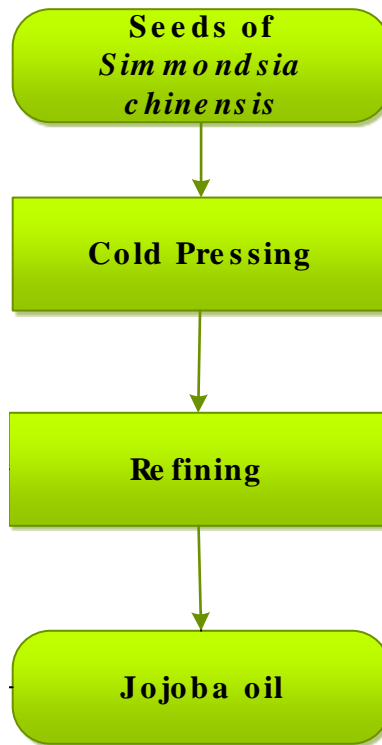 Seeds of
Simmondsia
chinensis
Cold Pressing
Refining
Jojoba oil